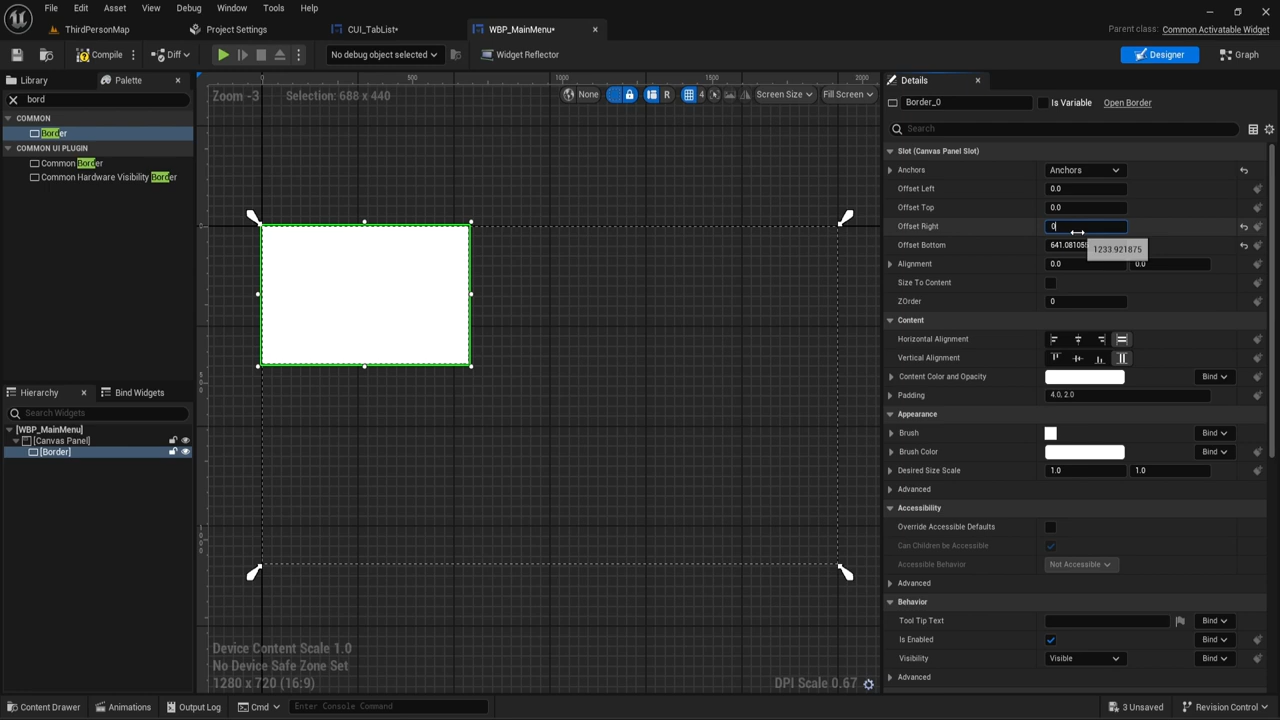 File Edit Asset View Debug Window Tools Help
ThirdPersonMap Project Settings CUI_TabList* WBP_MainMenu*
Parent class: Common Activatable Widget
Compile Diff No debug object selected Widget Reflector Designer Graph
Library Palette
bord
COMMON
Border
COMMON UI PLUGIN
Common Border
Common Hardware Visibility Border
Hierarchy Bind Widgets
Search Widgets
[WBP_MainMenu]
[Canvas Panel]
[Border]
0 500 1000 1500 2000
Zoom -3 Selection: 688 x 440 None R 4 Screen Size Fill Screen
Device Content Scale 1.0
No Device Safe Zone Set
1280 x 720 (16:9) DPI Scale 0.67
Details
Border_0 Is Variable Open Border
Search
Slot (Canvas Panel Slot)
Anchors Anchors
Offset Left 0.0
Offset Top 0.0
Offset Right 0
Offset Bottom 641.08105
1233.921875
Alignment 0.0 0.0
Size To Content
ZOrder 0
Content
Horizontal Alignment
Vertical Alignment
Content Color and Opacity Bind
Padding 4.0, 2.0
Appearance
Brush Bind
Brush Color Bind
Desired Size Scale 1.0 1.0
Advanced
Accessibility
Override Accessible Defaults
Can Children be Accessible
Accessible Behavior Not Accessible
Advanced
Behavior
Tool Tip Text Bind
Is Enabled Bind
Visibility Visible Bind
Advanced
Content Drawer Animations Output Log Cmd Enter Console Command 3 Unsaved Revision Control